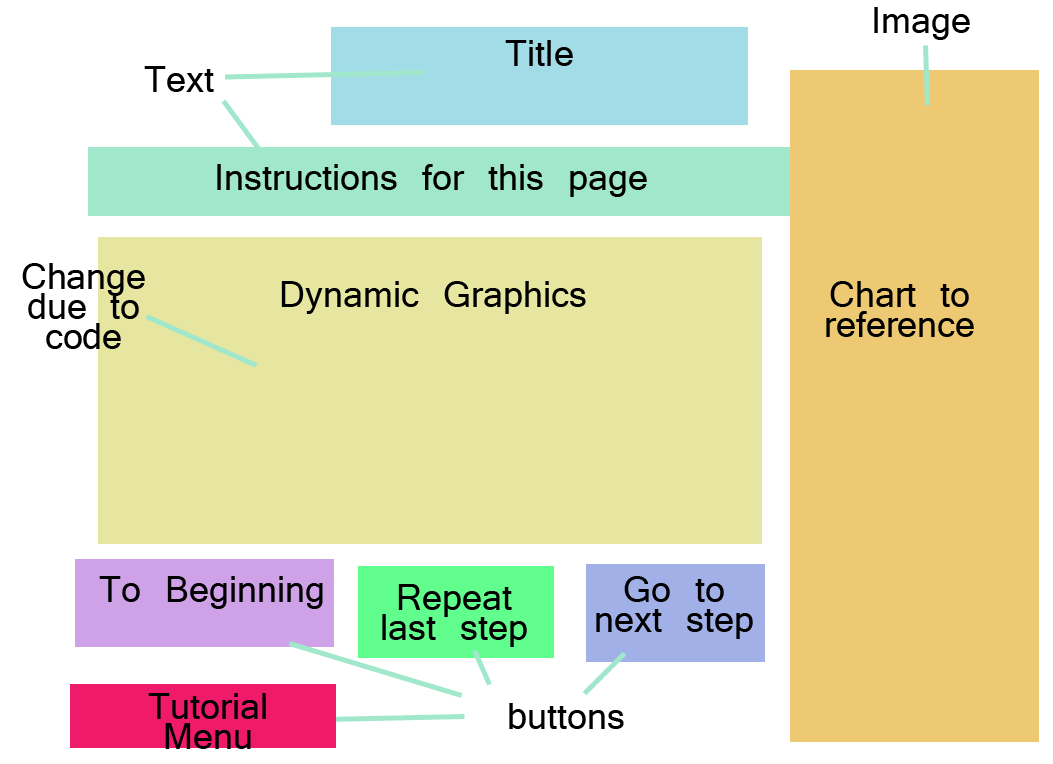 Image
Title
Text
Instructions for this page
Change
due to
code
Dynamic Graphics
Chart to
reference
To Beginning
Repeat
last step
Go to
next step
Tutorial
Menu
buttons